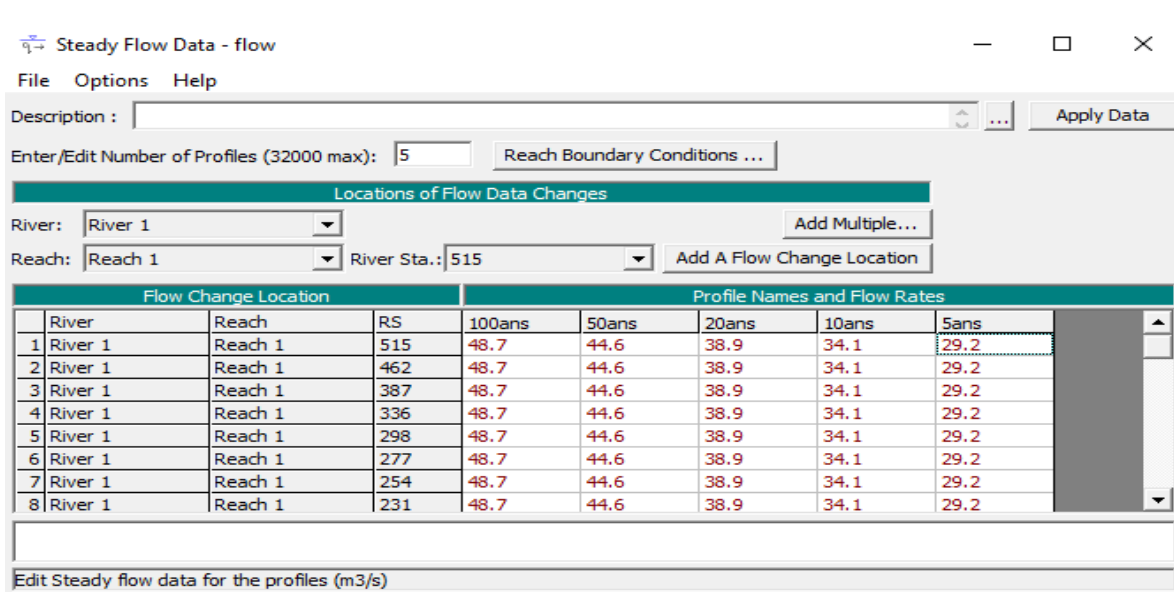 Steady Flow Data - flow
File Options Help
Description : ... Apply Data
Enter/Edit Number of Profiles (32000 max): 5 Reach Boundary Conditions ...
Locations of Flow Data Changes
River: River 1 Add Multiple...
Reach: Reach 1 River Sta.: 515 Add A Flow Change Location
Flow Change Location Profile Names and Flow Rates
River Reach RS 100ans 50ans 20ans 10ans 5ans
1 River 1 Reach 1 515 48.7 44.6 38.9 34.1 29.2
2 River 1 Reach 1 462 48.7 44.6 38.9 34.1 29.2
3 River 1 Reach 1 387 48.7 44.6 38.9 34.1 29.2
4 River 1 Reach 1 336 48.7 44.6 38.9 34.1 29.2
5 River 1 Reach 1 298 48.7 44.6 38.9 34.1 29.2
6 River 1 Reach 1 277 48.7 44.6 38.9 34.1 29.2
7 River 1 Reach 1 254 48.7 44.6 38.9 34.1 29.2
8 River 1 Reach 1 231 48.7 44.6 38.9 34.1 29.2
Edit Steady flow data for the profiles (m3/s)